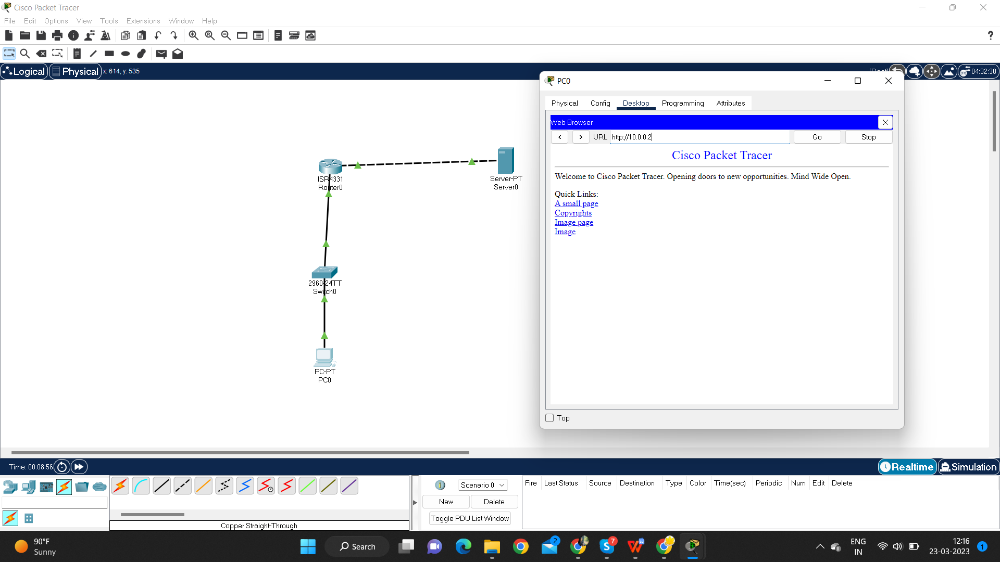 Cisco Packet Tracer
File Edit Options View Tools Extensions Window Help
?
Logical Physical x: 614, y: 535
04:32:30
PC0
Physical Config Desktop Programming Attributes
Web Browser X
< > URL http://10.0.0.2 Go Stop
Cisco Packet Tracer
Welcome to Cisco Packet Tracer. Opening doors to new opportunities. Mind Wide Open.
Quick Links:
A small page
Copyrights
Image page
Image
Top
ISR4331
Router0
Server-PT
Server0
2960-24TT
Switch0
PC-PT
PC0
Time: 00:08:56
Realtime Simulation
1 Scenario 0
New Delete
Toggle PDU List Window
Fire Last Status Source Destination Type Color Time(sec) Periodic Num Edit Delete
Copper Straight-Through
90°F
Sunny
Search
2
7
ENG
IN
12:16
23-03-2023
1